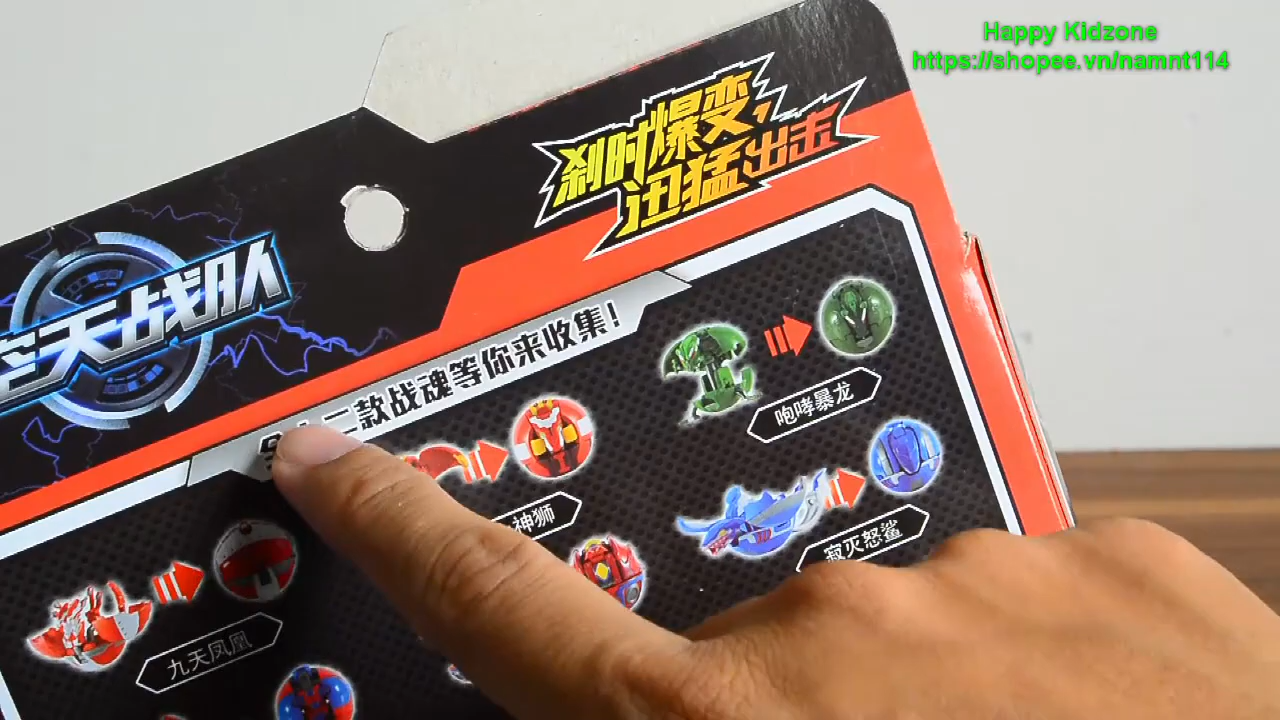 Happy Kidzone
https://shopee.vn/namnt114
刹时爆变,
迅猛出击
天战队
二款战魂等你来收集!
咆哮暴龙
神狮
寂灭怒鲨
九天凤凰